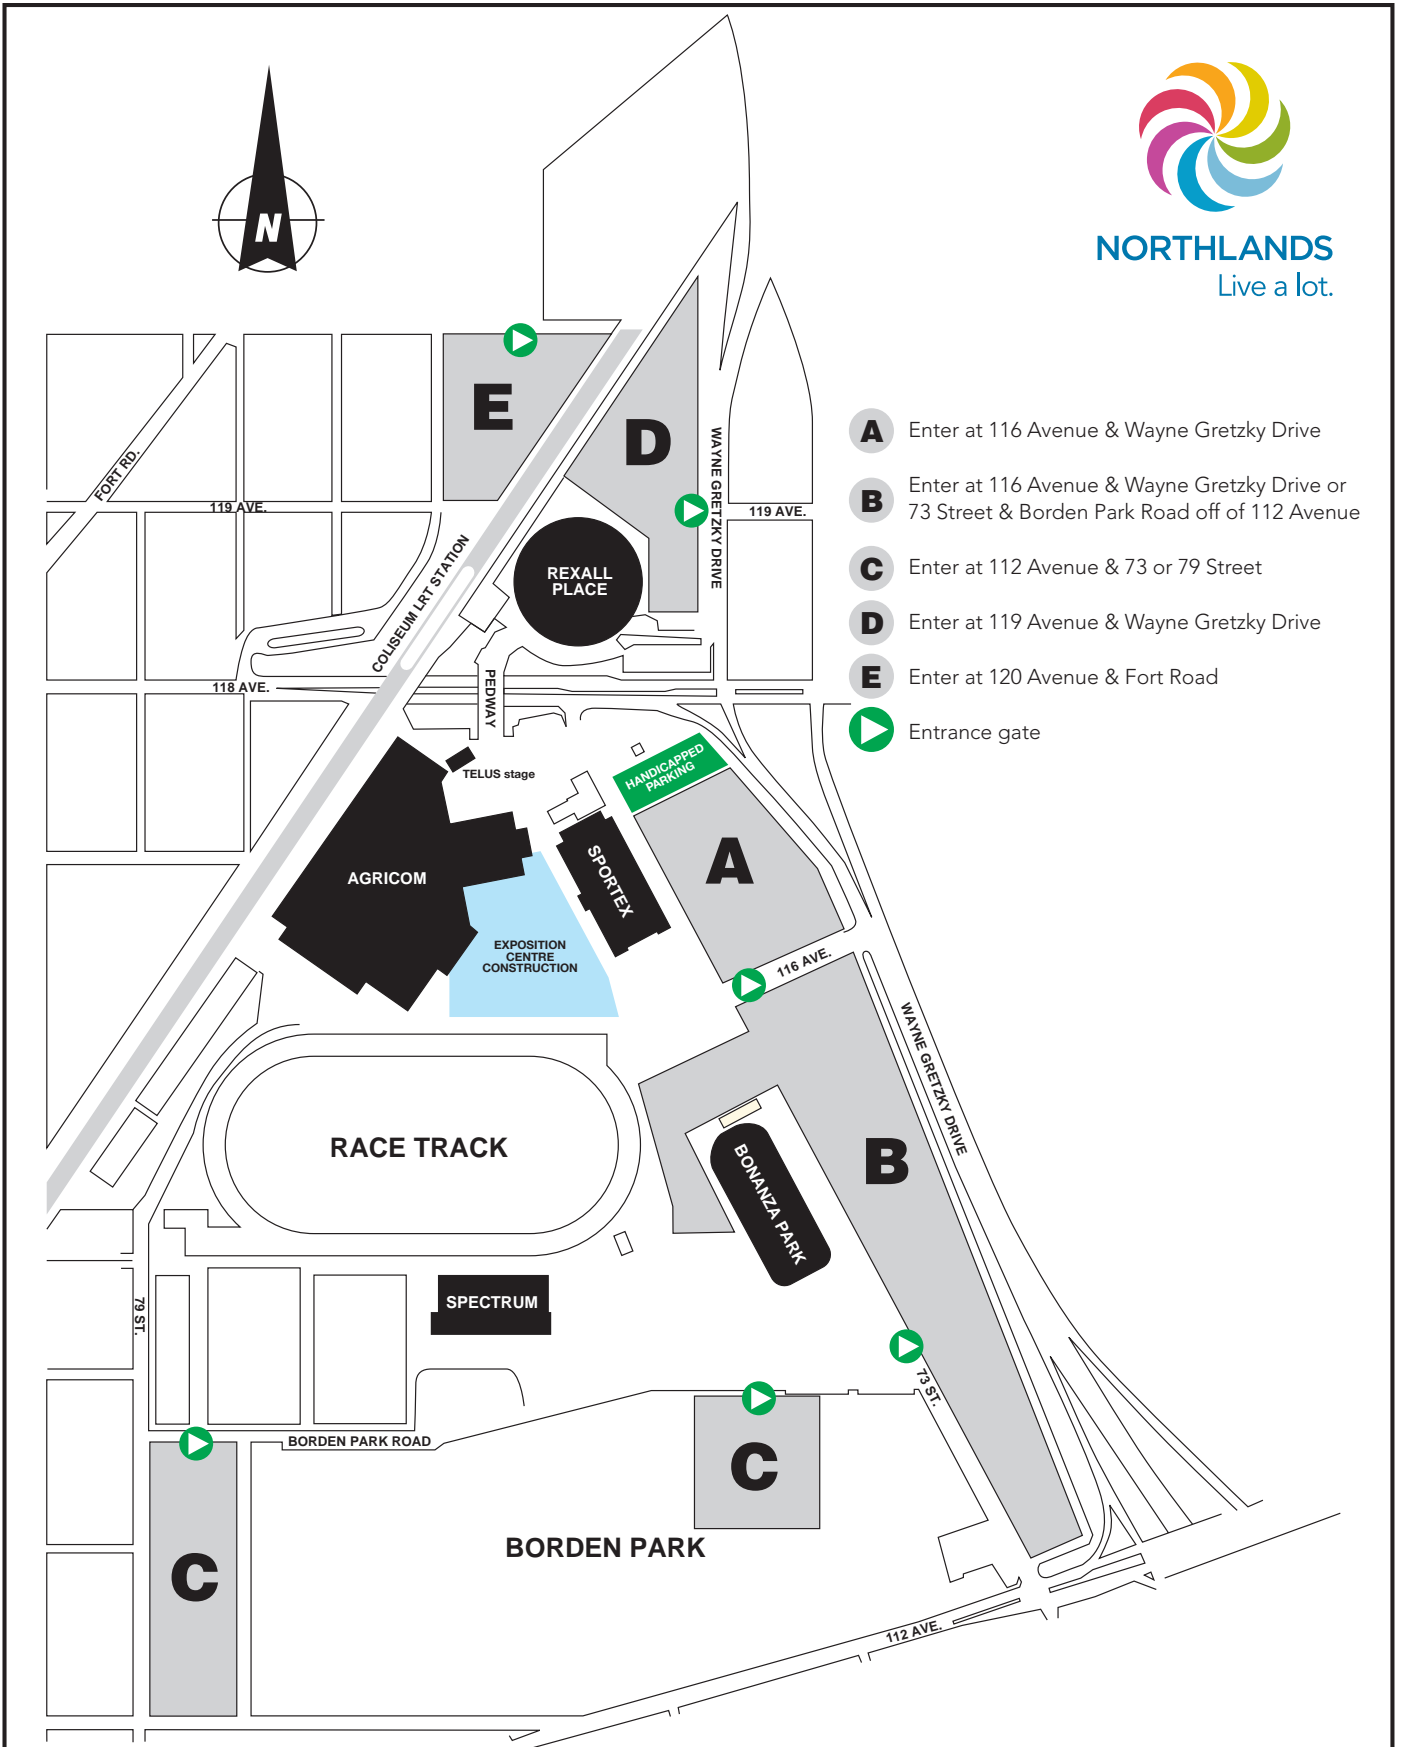 N
NORTHLANDS
Live a lot.
E
D
FORT RD.
119 AVE.
WAYNE GRETZKY DRIVE
119 AVE.
COLISEUM LRT STATION
REXALL
PLACE
118 AVE.
PEDWAY
A Enter at 116 Avenue & Wayne Gretzky Drive
B Enter at 116 Avenue & Wayne Gretzky Drive or
73 Street & Borden Park Road off of 112 Avenue
C Enter at 112 Avenue & 73 or 79 Street
D Enter at 119 Avenue & Wayne Gretzky Drive
E Enter at 120 Avenue & Fort Road
Entrance gate
TELUS stage
HANDICAPPED
PARKING
A
AGRICOM
SPORTEX
EXPOSITION
CENTRE
CONSTRUCTION
116 AVE.
WAYNE GRETZKY DRIVE
RACE TRACK
B
BONANZA PARK
SPECTRUM
79 ST.
73 ST.
BORDEN PARK ROAD
C
BORDEN PARK
C
112 AVE.